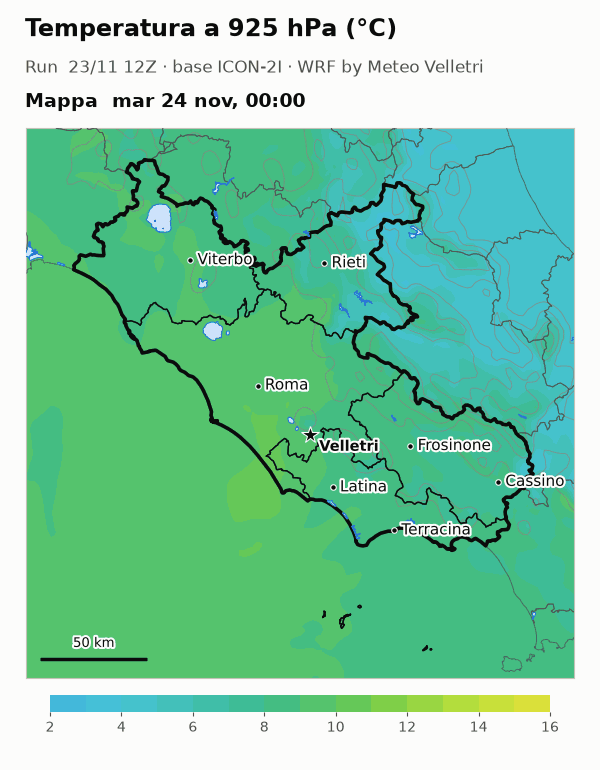 Temperatura a 925 hPa (°C)
Run  23/11 12Z · base ICON-2I · WRF by Meteo Velletri
Mappa  mar 24 nov, 00:00
Viterbo
Rieti
Roma
Velletri
Frosinone
Cassino
Latina
Terracina
50 km
2 4 6 8 10 12 14 16